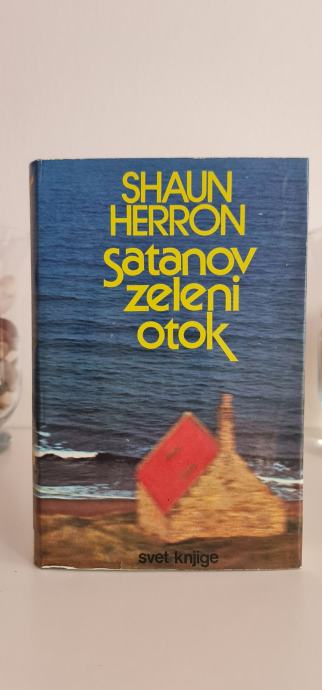 SHAUN
HERRON
Satanov
zeleni
otok
svet knjige